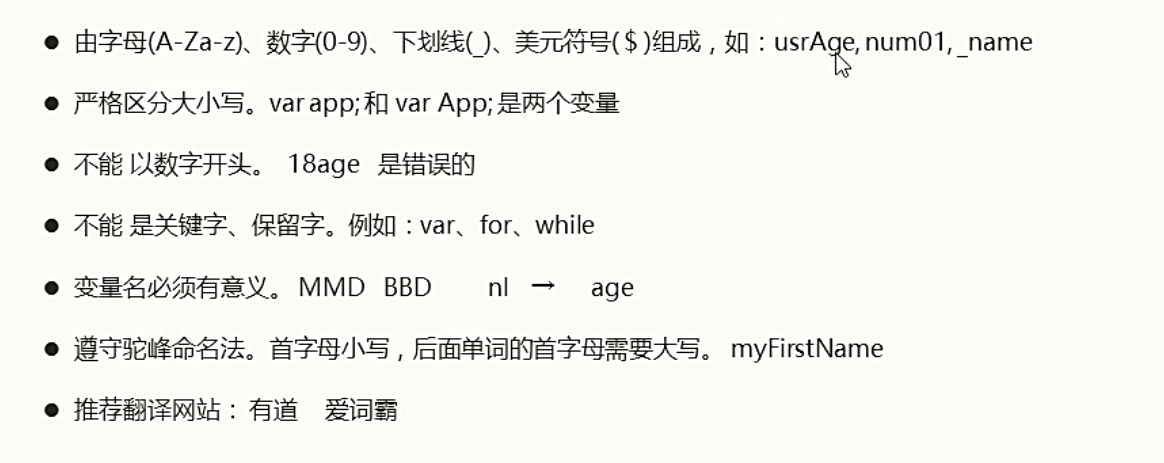 ● 由字母(A-Za-z)、数字(0-9)、下划线(_)、美元符号($)组成，如：usrAge, num01, _name
● 严格区分大小写。var app; 和 var App; 是两个变量
● 不能 以数字开头。 18age 是错误的
● 不能 是关键字、保留字。例如：var、for、while
● 变量名必须有意义。 MMD BBD nl → age
● 遵守驼峰命名法。首字母小写，后面单词的首字母需要大写。 myFirstName
● 推荐翻译网站： 有道 爱词霸